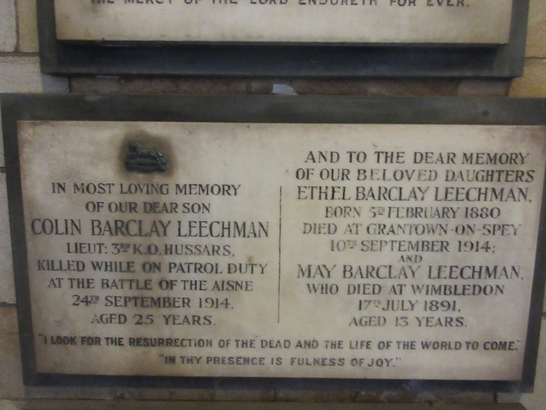 THE MERCY OF THE LORD ENDURETH FOR EVER.
IN MOST LOVING MEMORY
OF OUR DEAR SON
COLIN BARCLAY LEECHMAN
LIEUT: 3RD K.O. HUSSARS,
KILLED WHILE ON PATROL DUTY
AT THE BATTLE OF THE AISNE
24TH SEPTEMBER 1914.
AGED 25 YEARS.
AND TO THE DEAR MEMORY
OF OUR BELOVED DAUGHTERS
ETHEL BARCLAY LEECHMAN,
BORN 5TH FEBRUARY 1880
DIED AT GRANTOWN-ON-SPEY
10TH SEPTEMBER 1914;
AND
MAY BARCLAY LEECHMAN,
WHO DIED AT WIMBLEDON
17TH JULY 1891,
AGED 13 YEARS.
"I LOOK FOR THE RESURRECTION OF THE DEAD AND THE LIFE OF THE WORLD TO COME."
"IN THY PRESENCE IS FULNESS OF JOY."